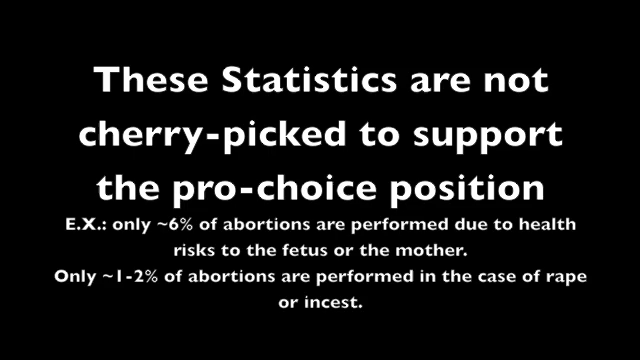 These Statistics are not
cherry-picked to support
the pro-choice position
E.X.: only ~6% of abortions are performed due to health
risks to the fetus or the mother.
Only ~1-2% of abortions are performed in the case of rape
or incest.